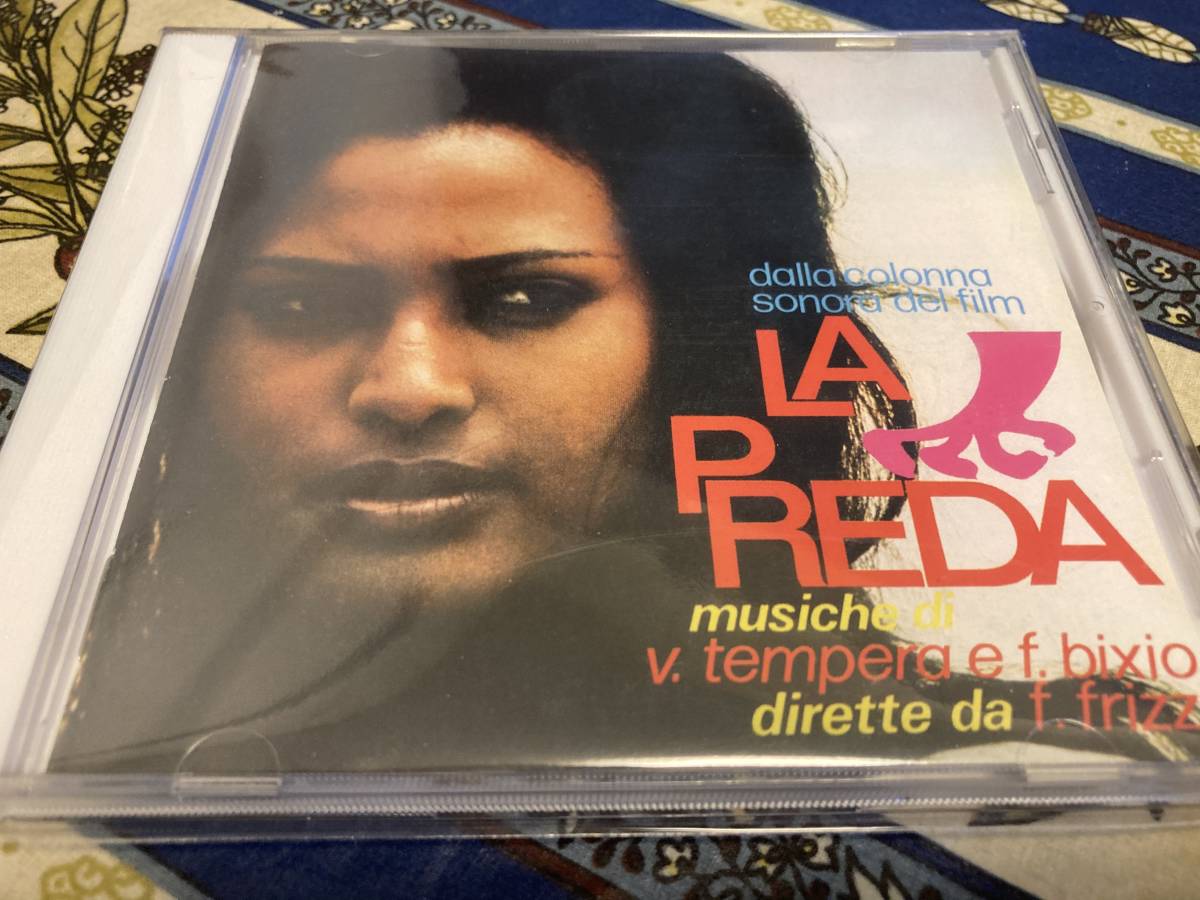 dalla colonna
sonora del film
LA
PREDA
musiche di
v. tempera e f. bixio
dirette da f. frizz